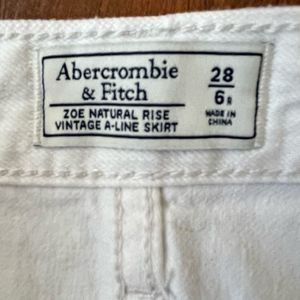 Abercrombie
& Fitch
ZOE NATURAL RISE
VINTAGE A-LINE SKIRT
28
6R
MADE IN
CHINA